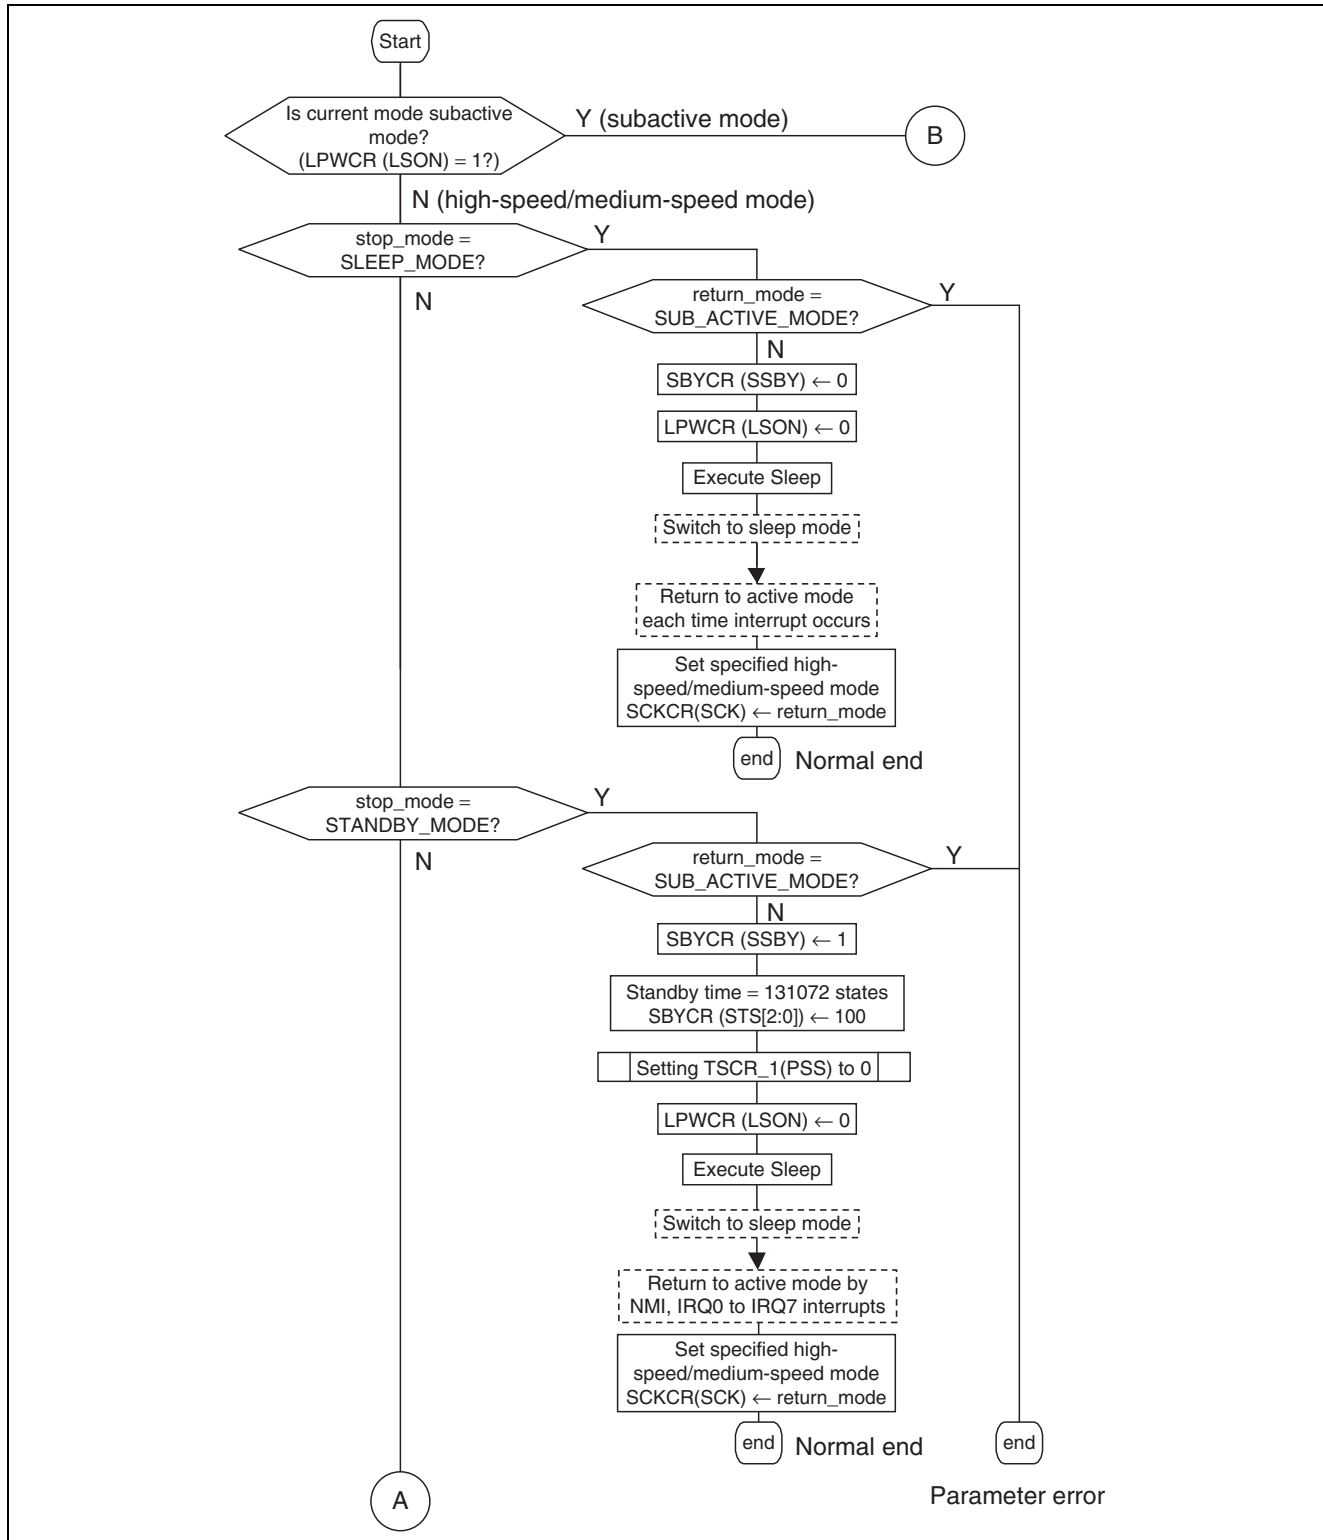 Start
Is current mode subactive
mode?
(LPWCR (LSON) = 1?)
Y (subactive mode)
B
N (high-speed/medium-speed mode)
stop_mode =
SLEEP_MODE?
Y
N
return_mode =
SUB_ACTIVE_MODE?
Y
N
SBYCR (SSBY) ← 0
LPWCR (LSON) ← 0
Execute Sleep
Switch to sleep mode
Return to active mode
each time interrupt occurs
Set specified high-
speed/medium-speed mode
SCKCR(SCK) ← return_mode
end
Normal end
stop_mode =
STANDBY_MODE?
Y
N
return_mode =
SUB_ACTIVE_MODE?
Y
N
SBYCR (SSBY) ← 1
Standby time = 131072 states
SBYCR (STS[2:0]) ← 100
Setting TSCR_1(PSS) to 0
LPWCR (LSON) ← 0
Execute Sleep
Switch to sleep mode
Return to active mode by
NMI, IRQ0 to IRQ7 interrupts
Set specified high-
speed/medium-speed mode
SCKCR(SCK) ← return_mode
end
Normal end
end
Parameter error
A